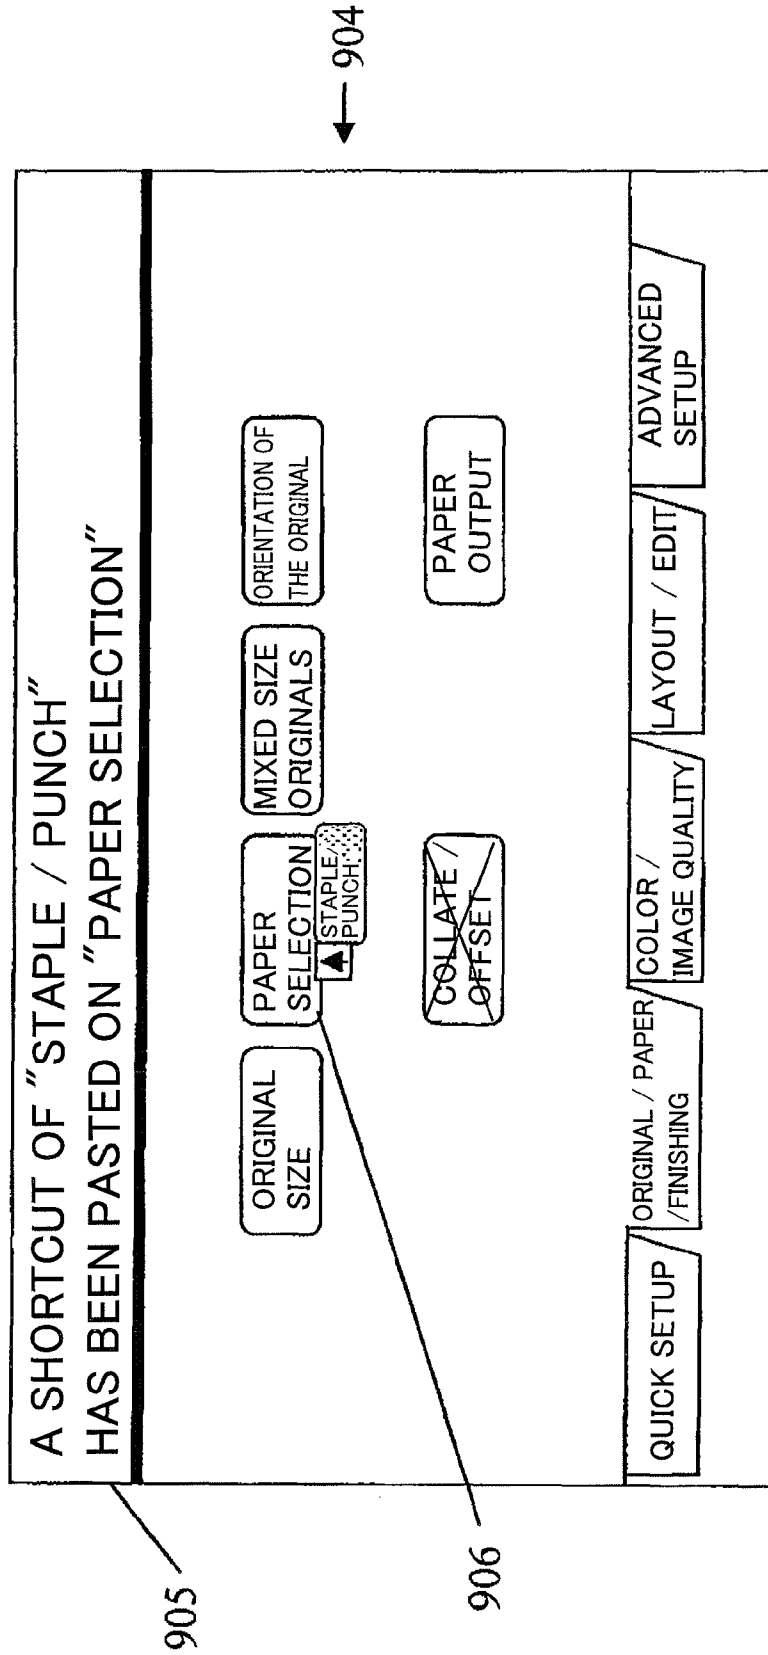 A SHORTCUT OF "STAPLE / PUNCH"
HAS BEEN PASTED ON "PAPER SELECTION"
904
905
ORIGINAL
SIZE
PAPER
SELECTION
STAPLE/
PUNCH
MIXED SIZE
ORIGINALS
ORIENTATION OF
THE ORIGINAL
COLLATE /
OFFSET
PAPER
OUTPUT
906
QUICK SETUP
ORIGINAL / PAPER
/FINISHING
COLOR /
IMAGE QUALITY
LAYOUT / EDIT
ADVANCED
SETUP